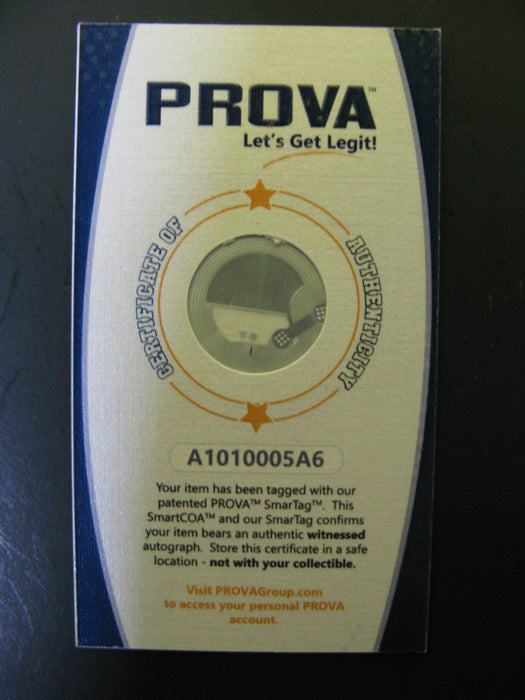 PROVA™
Let's Get Legit!
CERTIFICATE OF
AUTHENTICITY
A1010005A6
Your item has been tagged with our
patented PROVA™ SmarTag™. This
SmartCOA™ and our SmarTag confirms
your item bears an authentic witnessed
autograph. Store this certificate in a safe
location - not with your collectible.
Visit PROVAGroup.com
to access your personal PROVA
account.